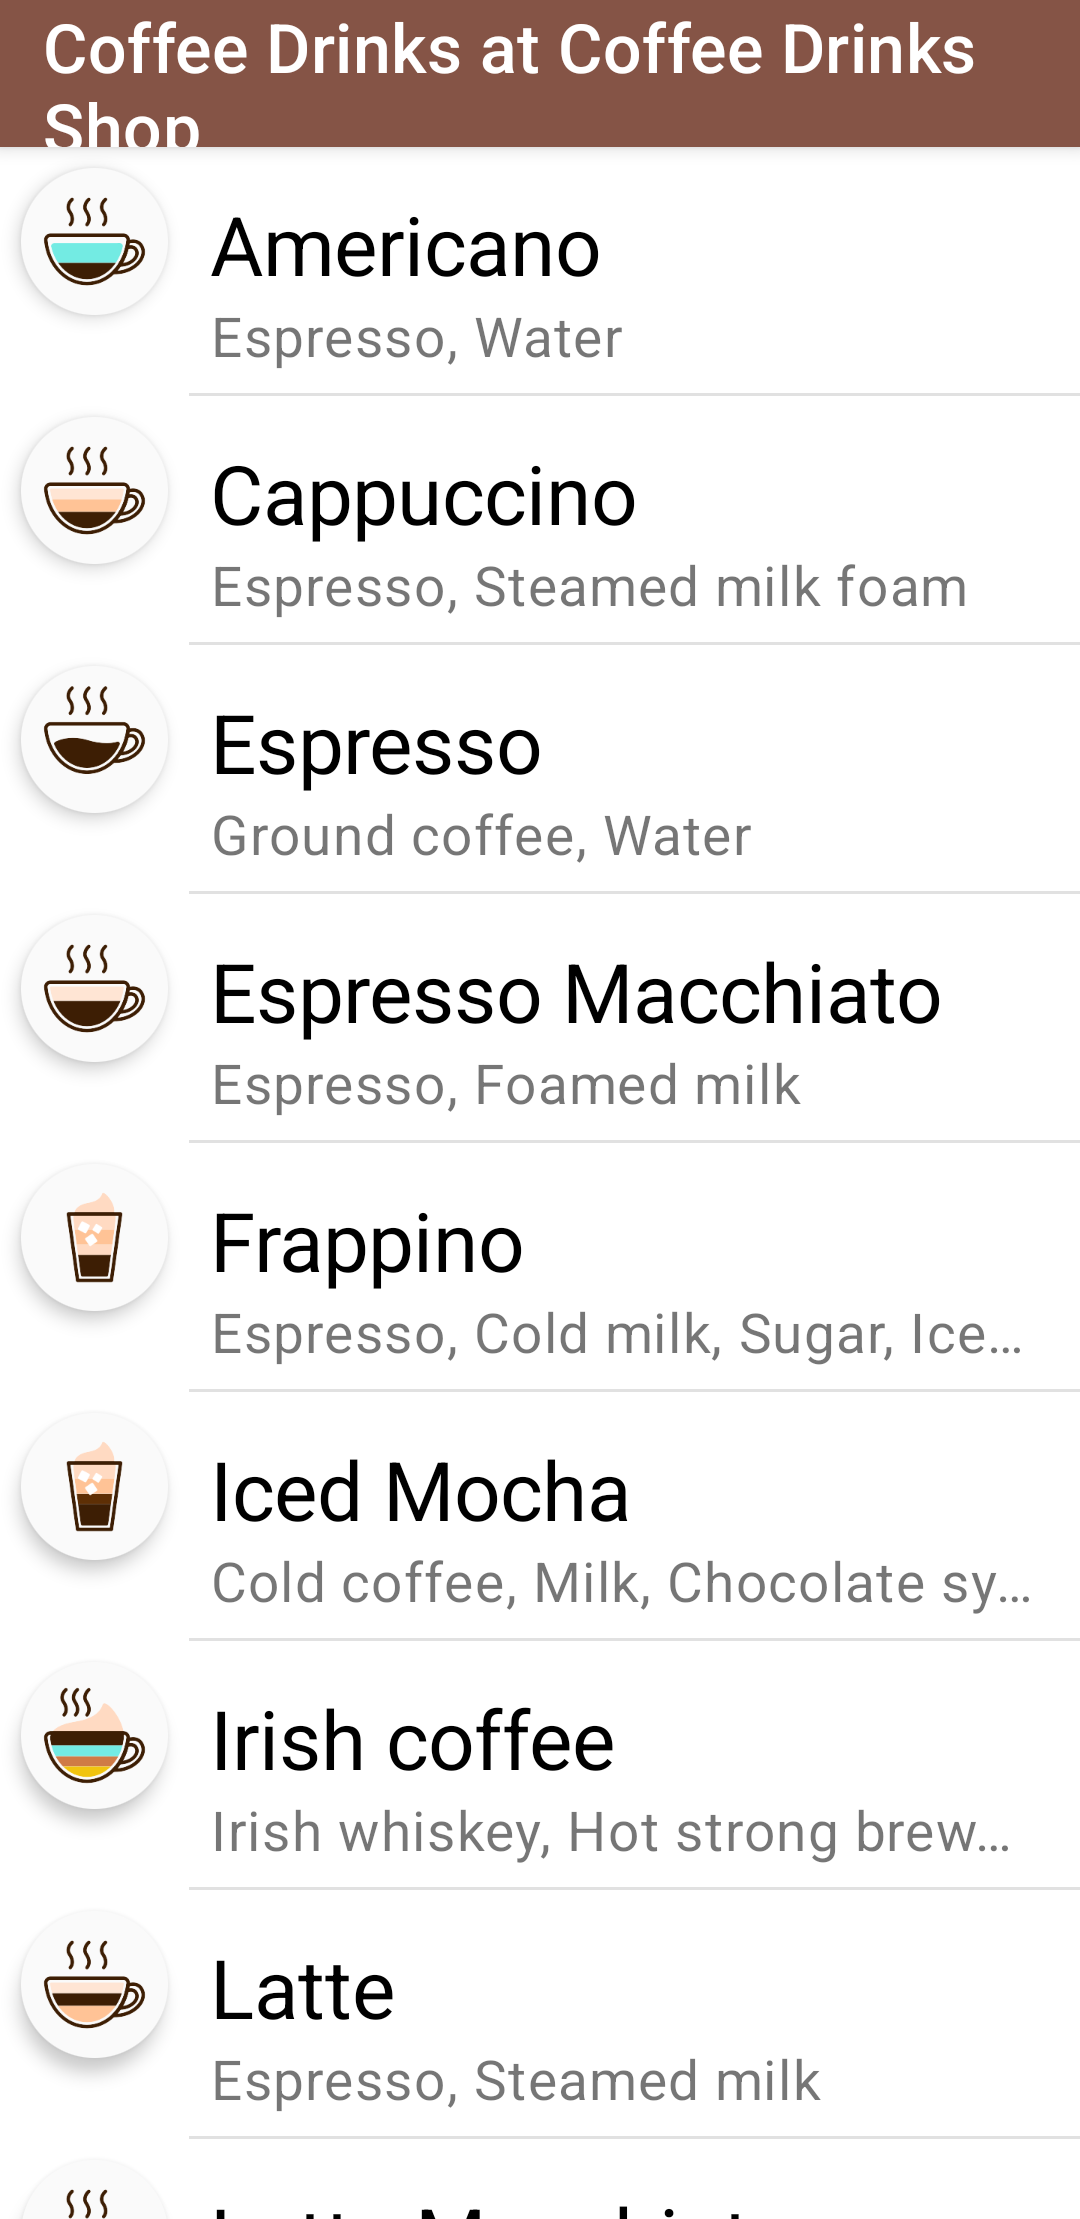 Coffee Drinks at Coffee Drinks
Shop
Americano
Espresso, Water
Cappuccino
Espresso, Steamed milk foam
Espresso
Ground coffee, Water
Espresso Macchiato
Espresso, Foamed milk
Frappino
Espresso, Cold milk, Sugar, Ice...
Iced Mocha
Cold coffee, Milk, Chocolate sy...
Irish coffee
Irish whiskey, Hot strong brew...
Latte
Espresso, Steamed milk